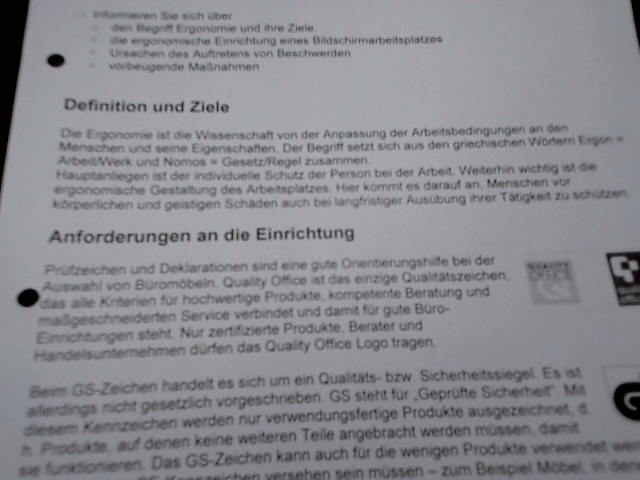 Informieren Sie sich über
den Begriff Ergonomie und ihre Ziele.
die ergonomische Einrichtung eines Bildschirmarbeitsplatzes
Ursachen des Auftretens von Beschwerden
vorbeugende Maßnahmen
Definition und Ziele
Die Ergonomie ist die Wissenschaft von der Anpassung der Arbeitsbedingungen an den
Menschen und seine Eigenschaften. Der Begriff setzt sich aus den griechischen Wörtern Ergon =
Arbeit/Werk und Nomos = Gesetz/Regel zusammen.
Hauptanliegen ist der individuelle Schutz der Person bei der Arbeit. Weiterhin wichtig ist die
ergonomische Gestaltung des Arbeitsplatzes. Hier kommt es darauf an, Menschen vor
körperlichen und geistigen Schäden auch bei langfristiger Ausübung ihrer Tätigkeit zu schützen.
Anforderungen an die Einrichtung
Prüfzeichen und Deklarationen sind eine gute Orientierungshilfe bei der
Auswahl von Büromöbeln. Quality Office ist das einzige Qualitätszeichen,
das alle Kriterien für hochwertige Produkte, kompetente Beratung und
maßgeschneiderten Service verbindet und damit für gute Büro-
Einrichtungen steht. Nur zertifizierte Produkte, Berater und
Handelsunternehmen dürfen das Quality Office Logo tragen.
QUALITY
OFFICE
Beim GS-Zeichen handelt es sich um ein Qualitäts- bzw. Sicherheitssiegel. Es ist
allerdings nicht gesetzlich vorgeschrieben. GS steht für „Geprüfte Sicherheit". Mit
diesem Kennzeichen werden nur verwendungsfertige Produkte ausgezeichnet, d.
h. Produkte, auf denen keine weiteren Teile angebracht werden müssen, damit
sie funktionieren. Das GS-Zeichen kann auch für die wenigen Produkte verwendet
Kennzeichen versehen sein müssen – zum Beispiel Möbel, in